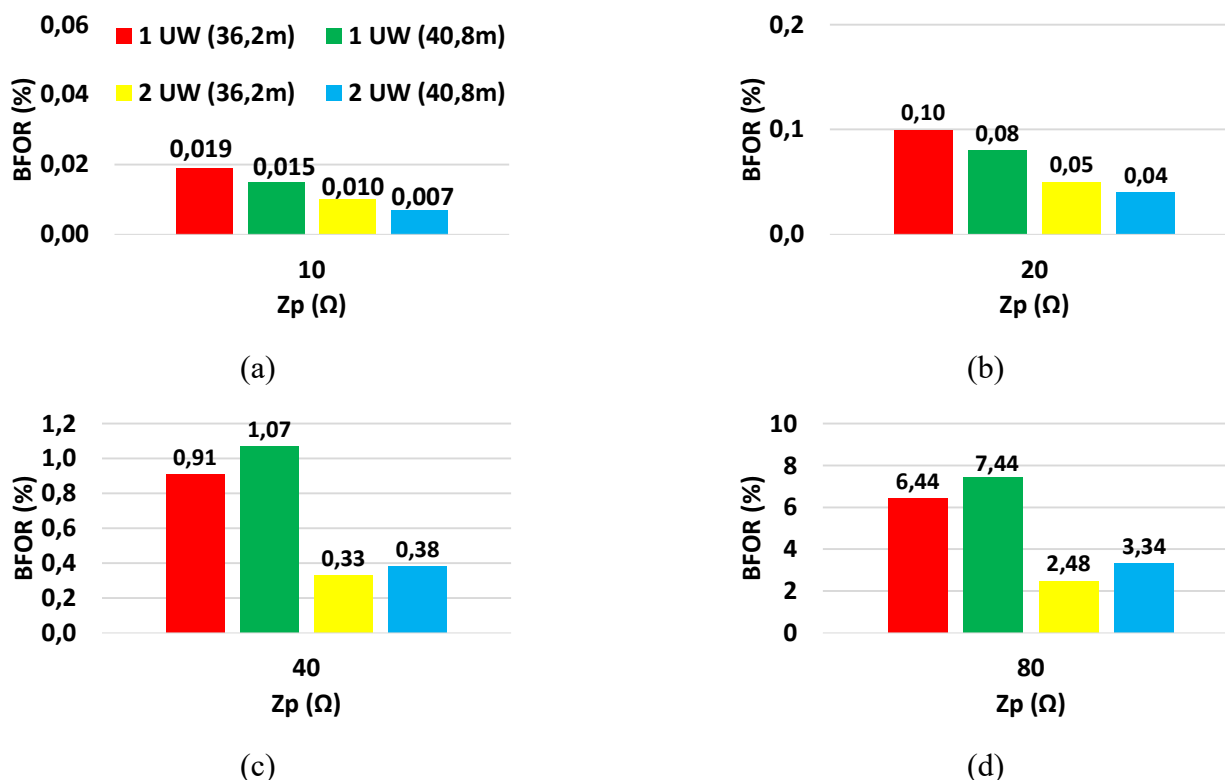 0,06
0,04
0,02
0,00
BFOR (%)
1 UW (36,2m) 1 UW (40,8m)
2 UW (36,2m) 2 UW (40,8m)
0,019
0,015
0,010
0,007
10
Zp (Ω)
(a)
0,2
0,1
0,0
BFOR (%)
0,10
0,08
0,05
0,04
20
Zp (Ω)
(b)
1,2
1,0
0,8
0,6
0,4
0,2
0,0
BFOR (%)
0,91
1,07
0,33
0,38
40
Zp (Ω)
(c)
10
8
6
4
2
0
BFOR (%)
6,44
7,44
2,48
3,34
80
Zp (Ω)
(d)